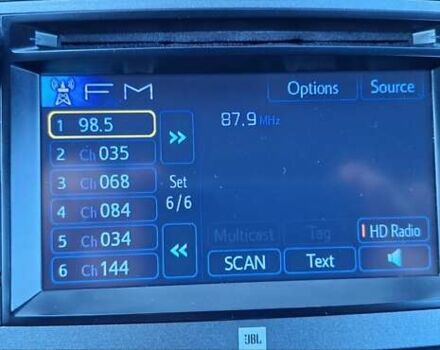 FM
Options
Source
1 98.5
87.9 MHz
2 Ch 035
3 Ch 068
Set
6/6
4 Ch 084
5 Ch 034
6 Ch 144
Multicast
Tag
HD Radio
SCAN
Text
JBL